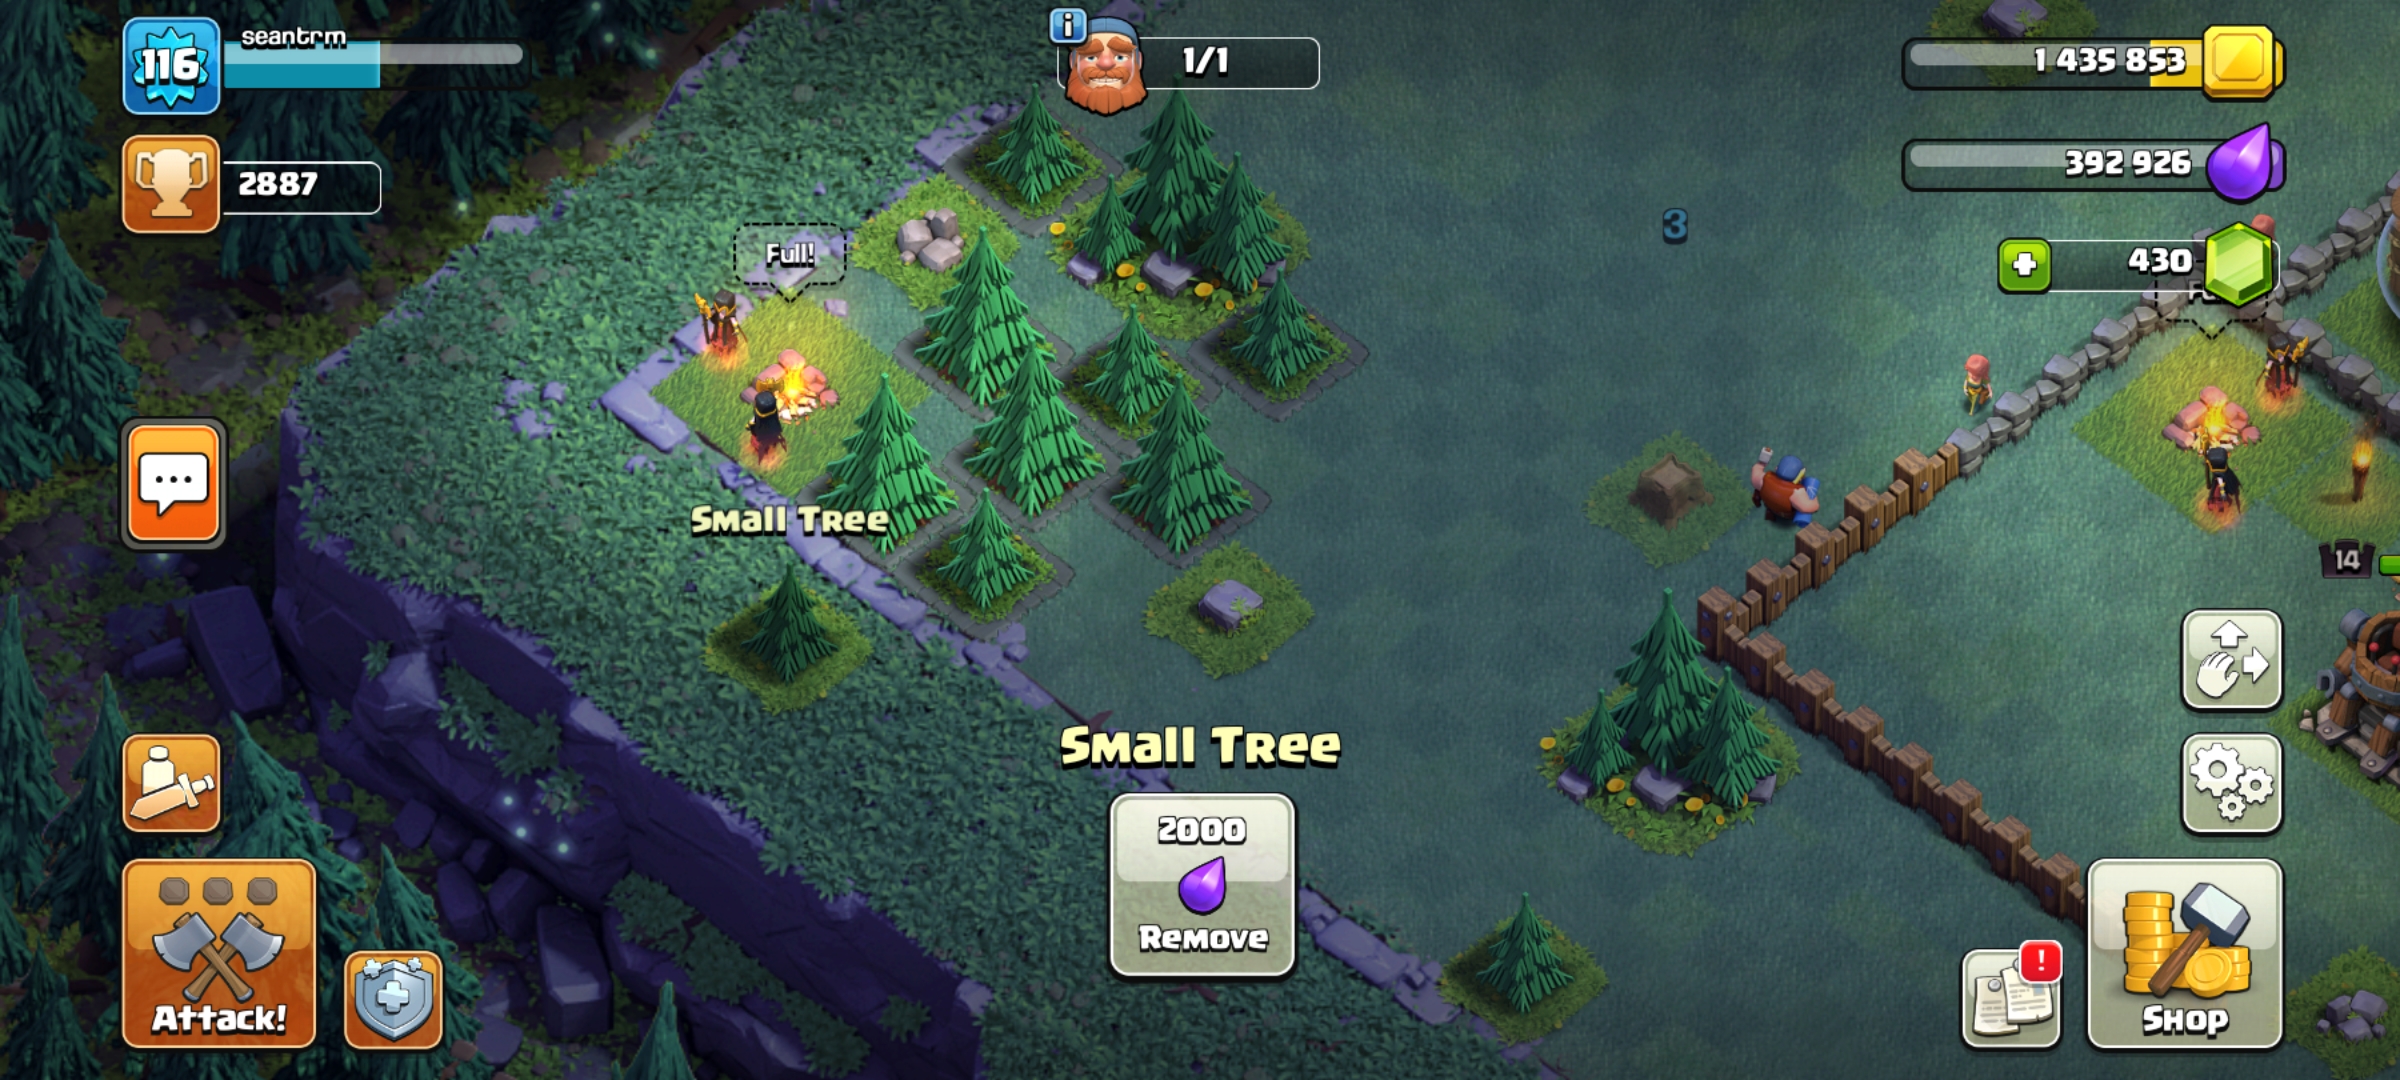 116
seantrm
1/1
1 435 853
2887
392 926
3
Full!
430
Small Tree
14
Small Tree
2000
Remove
!
Attack!
Shop